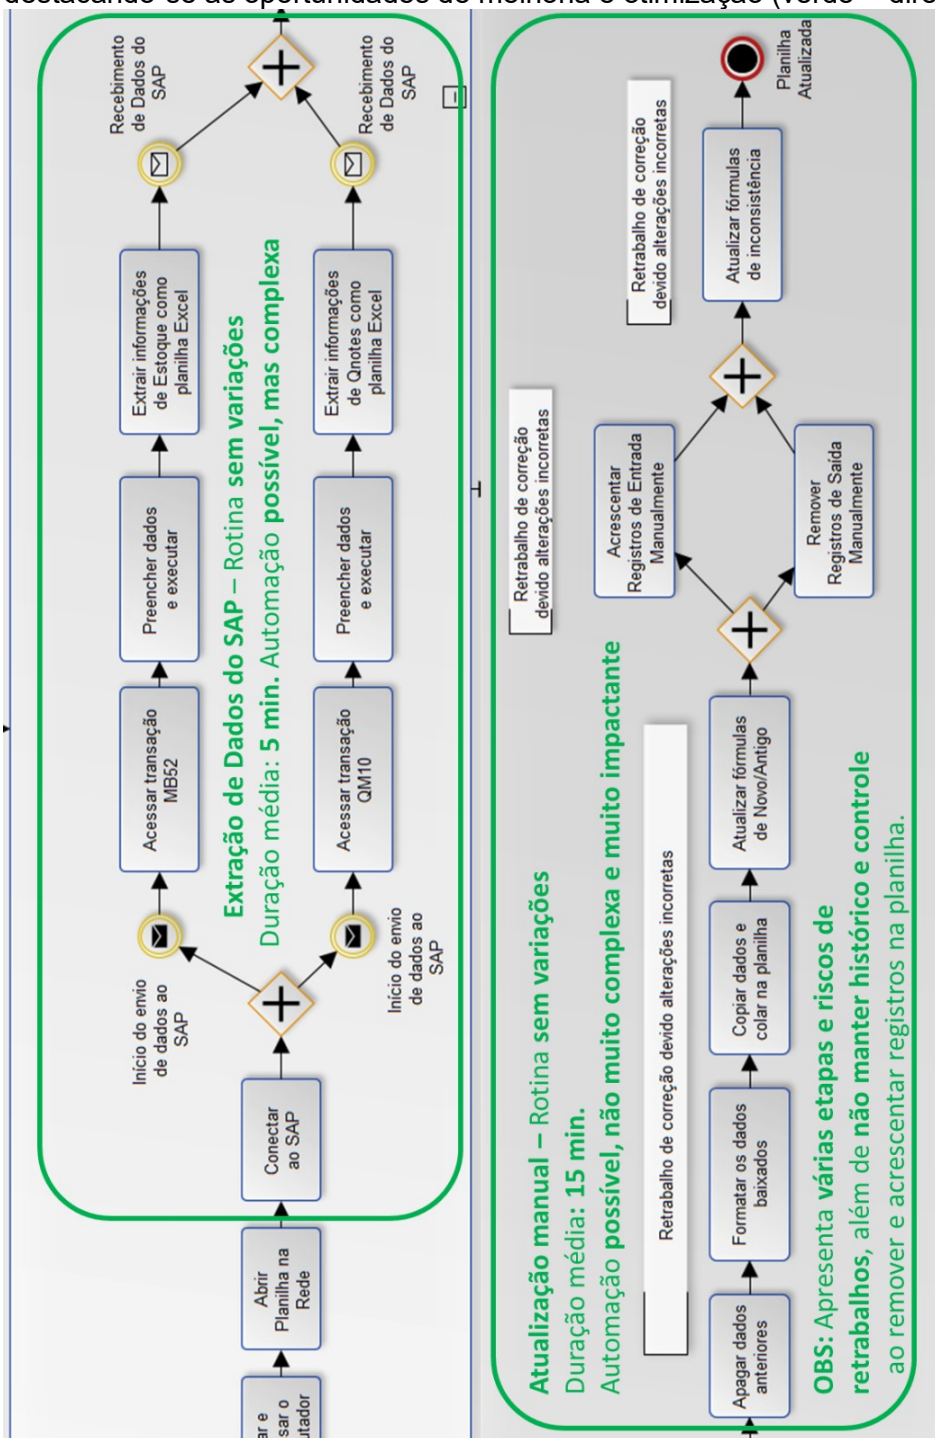 destacando-se as oportunidades de melhoria e otimização (verde –
Abrir
Planilha na
Rede
Conectar
ao SAP
Início do envio
de dados ao
SAP
Acessar transação
MB52
Preencher dados
e executar
Extrair informações
de Estoque como
planilha Excel
Recebimento
de Dados do
SAP
Extração de Dados do SAP – Rotina sem variações
Duração média: 5 min. Automação possível, mas complexa
Início do envio
de dados ao
SAP
Acessar transação
QM10
Preencher dados
e executar
Extrair informações
de Qnotes como
planilha Excel
Recebimento
de Dados do
SAP
Atualização manual – Rotina sem variações
Duração média: 15 min.
Automação possível, não muito complexa e muito impactante
Retrabalho de correção devido alterações incorretas
Retrabalho de correção
devido alterações incorretas
Retrabalho de correção
devido alterações incorretas
Apagar dados
anteriores
Formatar os dados
baixados
Copiar dados e
colar na planilha
Atualizar fórmulas
de Novo/Antigo
Acrescentar
Registros de Entrada
Manualmente
Remover
Registros de Saída
Manualmente
Atualizar fórmulas
de inconsistência
Planilha
Atualizada
OBS: Apresenta várias etapas e riscos de
retrabalhos, além de não manter histórico e controle
ao remover e acrescentar registros na planilha.